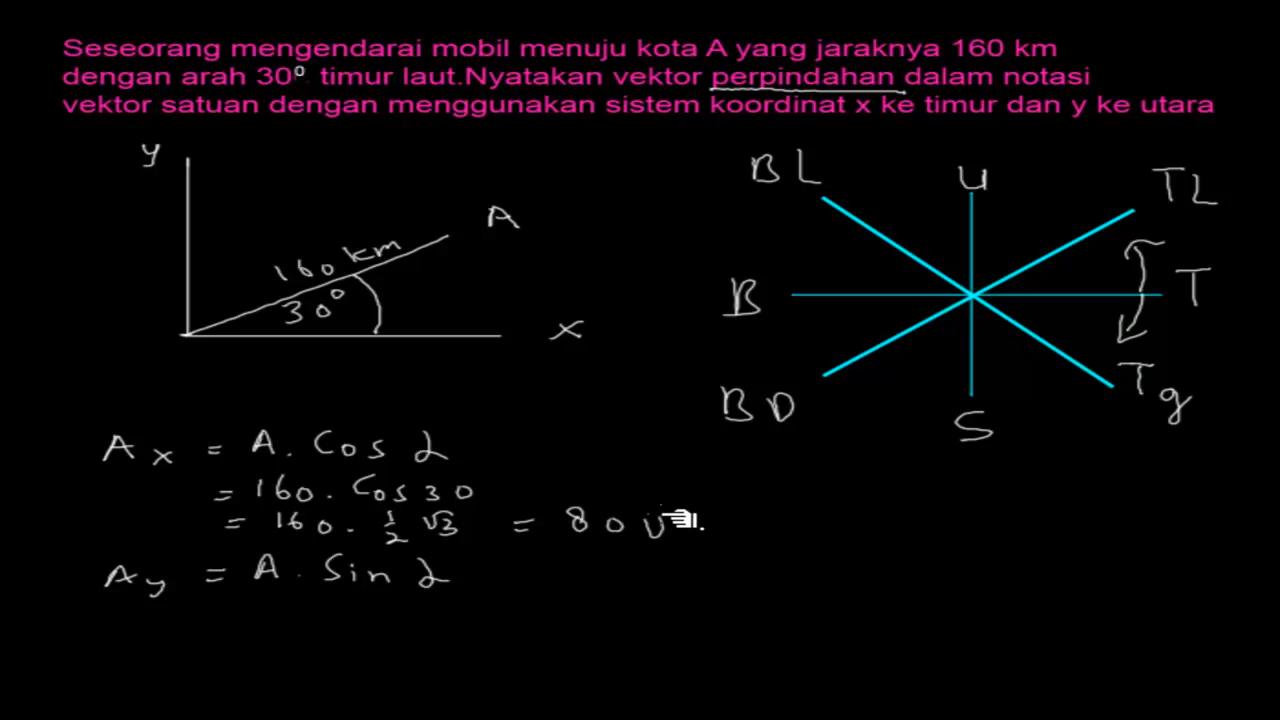 Seseorang mengendarai mobil menuju kota A yang jaraknya 160 km
dengan arah 30⁰ timur laut.Nyatakan vektor perpindahan dalam notasi
vektor satuan dengan menggunakan sistem koordinat x ke timur dan y ke utara
y
A
160 km
30⁰
x
BL
U
TL
B
T
BD
S
Tg
Ax = A. Cos α
= 160. Cos 30
= 160. 1/2 √3 = 80
Ay = A. Sin α